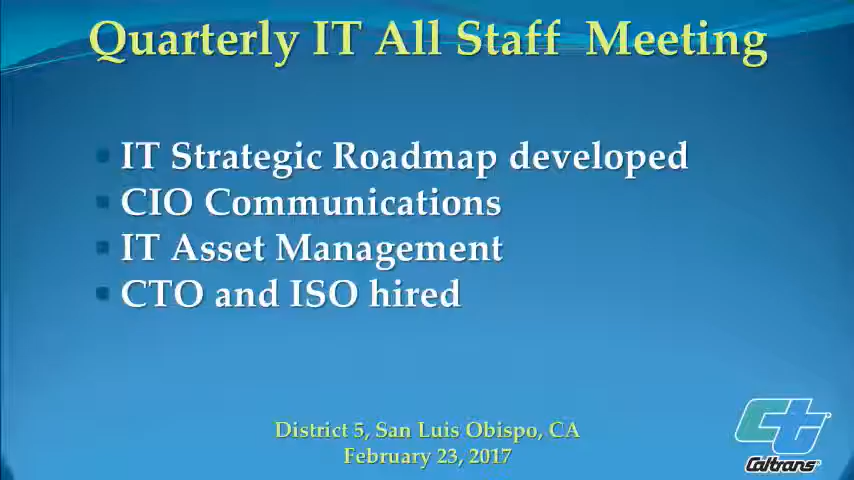 Quarterly IT All Staff Meeting
IT Strategic Roadmap developed
CIO Communications
IT Asset Management
CTO and ISO hired
District 5, San Luis Obispo, CA
February 23, 2017
ct
Caltrans®